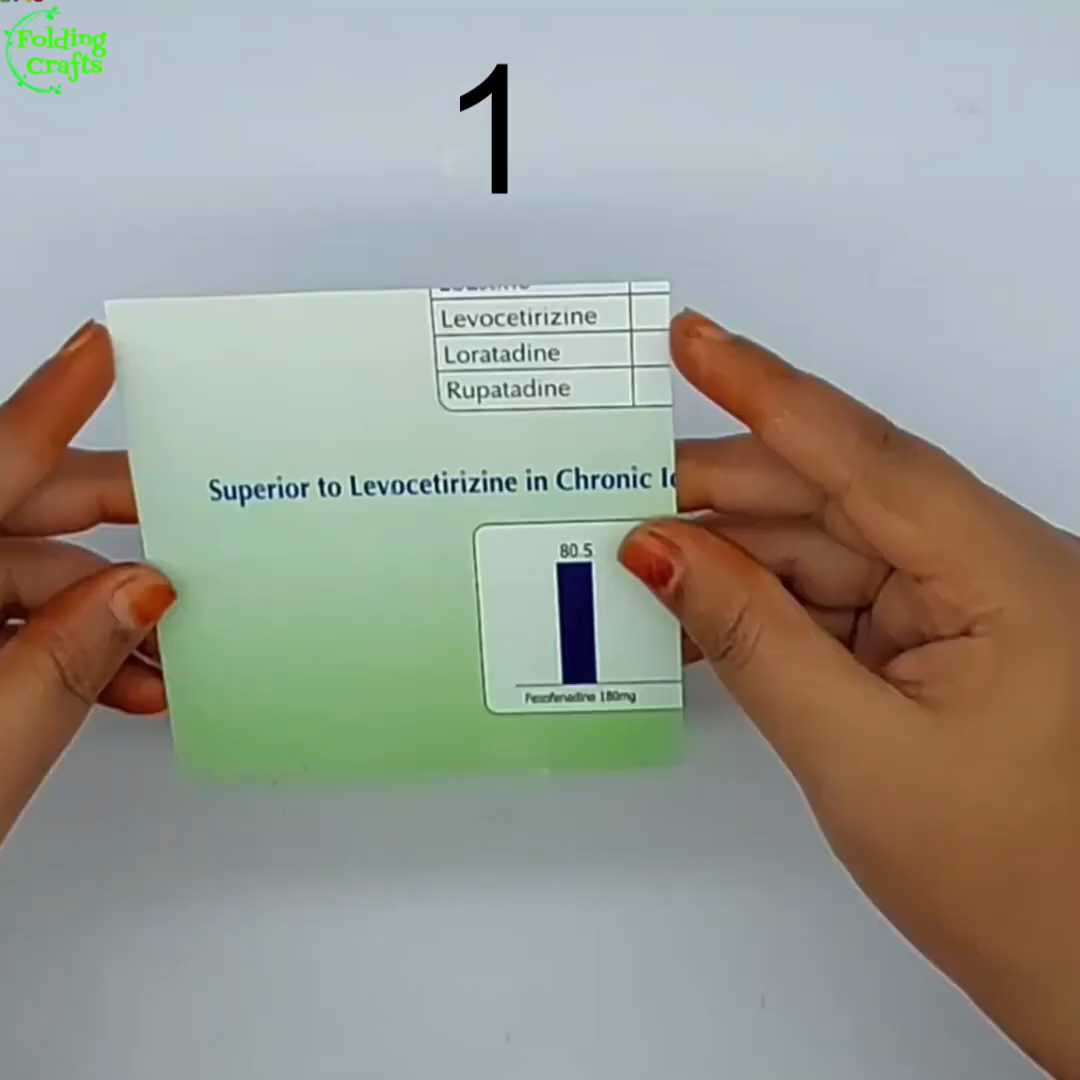 Folding
Crafts
1
Levocetirizine
Loratadine
Rupatadine
Superior to Levocetirizine in Chronic
80.5
Fexofenadine 180mg